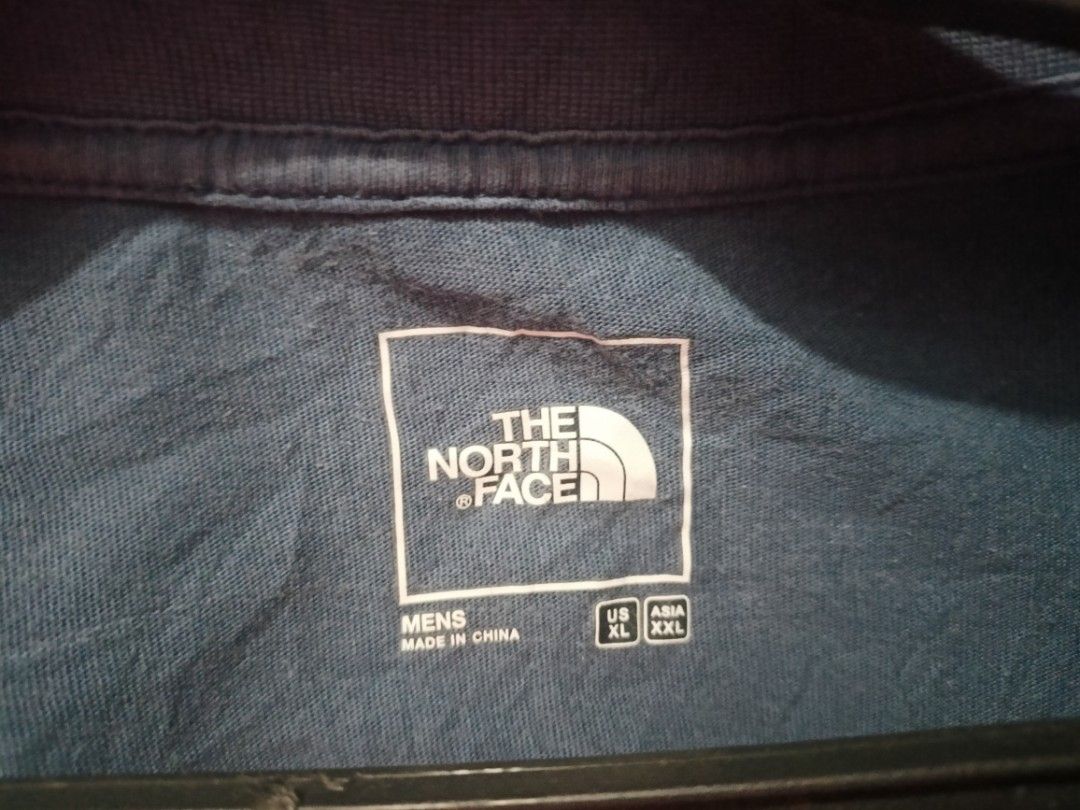 THE
NORTH
® FACE
MENS
MADE IN CHINA
US
XL
ASIA
XXL